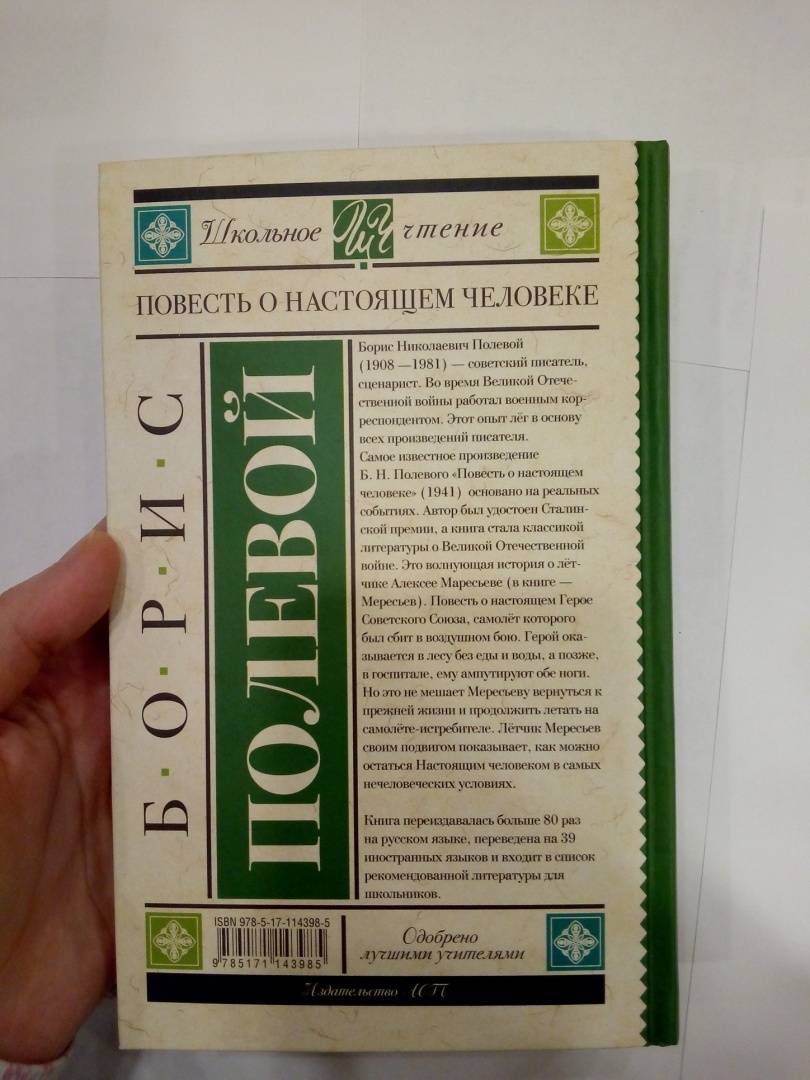 Школьное ШЧ чтение
ПОВЕСТЬ О НАСТОЯЩЕМ ЧЕЛОВЕКЕ
Б·О·Р·И·С
ПОЛЕВОЙ
Борис Николаевич Полевой
(1908 —1981) — советский писатель,
сценарист. Во время Великой Отече-
ственной войны работал военным кор-
респондентом. Этот опыт лёг в основу
всех произведений писателя.
Самое известное произведение
Б. Н. Полевого «Повесть о настоящем
человеке» (1941) основано на реальных
событиях. Автор был удостоен Сталин-
ской премии, а книга стала классикой
литературы о Великой Отечественной
войне. Это волнующая история о лёт-
чике Алексее Маресьеве (в книге —
Мересьев). Повесть о настоящем Герое
Советского Союза, самолёт которого
был сбит в воздушном бою. Герой ока-
зывается в лесу без еды и воды, а позже,
в госпитале, ему ампутируют обе ноги.
Но это не мешает Мересьеву вернуться к
прежней жизни и продолжить летать на
самолёте-истребителе. Лётчик Мересьев
своим подвигом показывает, как можно
остаться Настоящим человеком в самых
нечеловеческих условиях.
Книга переиздавалась больше 80 раз
на русском языке, переведена на 39
иностранных языков и входит в список
рекомендованной литературы для
школьников.
ISBN 978-5-17-114398-5
9 785171 143985
Одобрено
лучшими учителями
Издательство АСТ